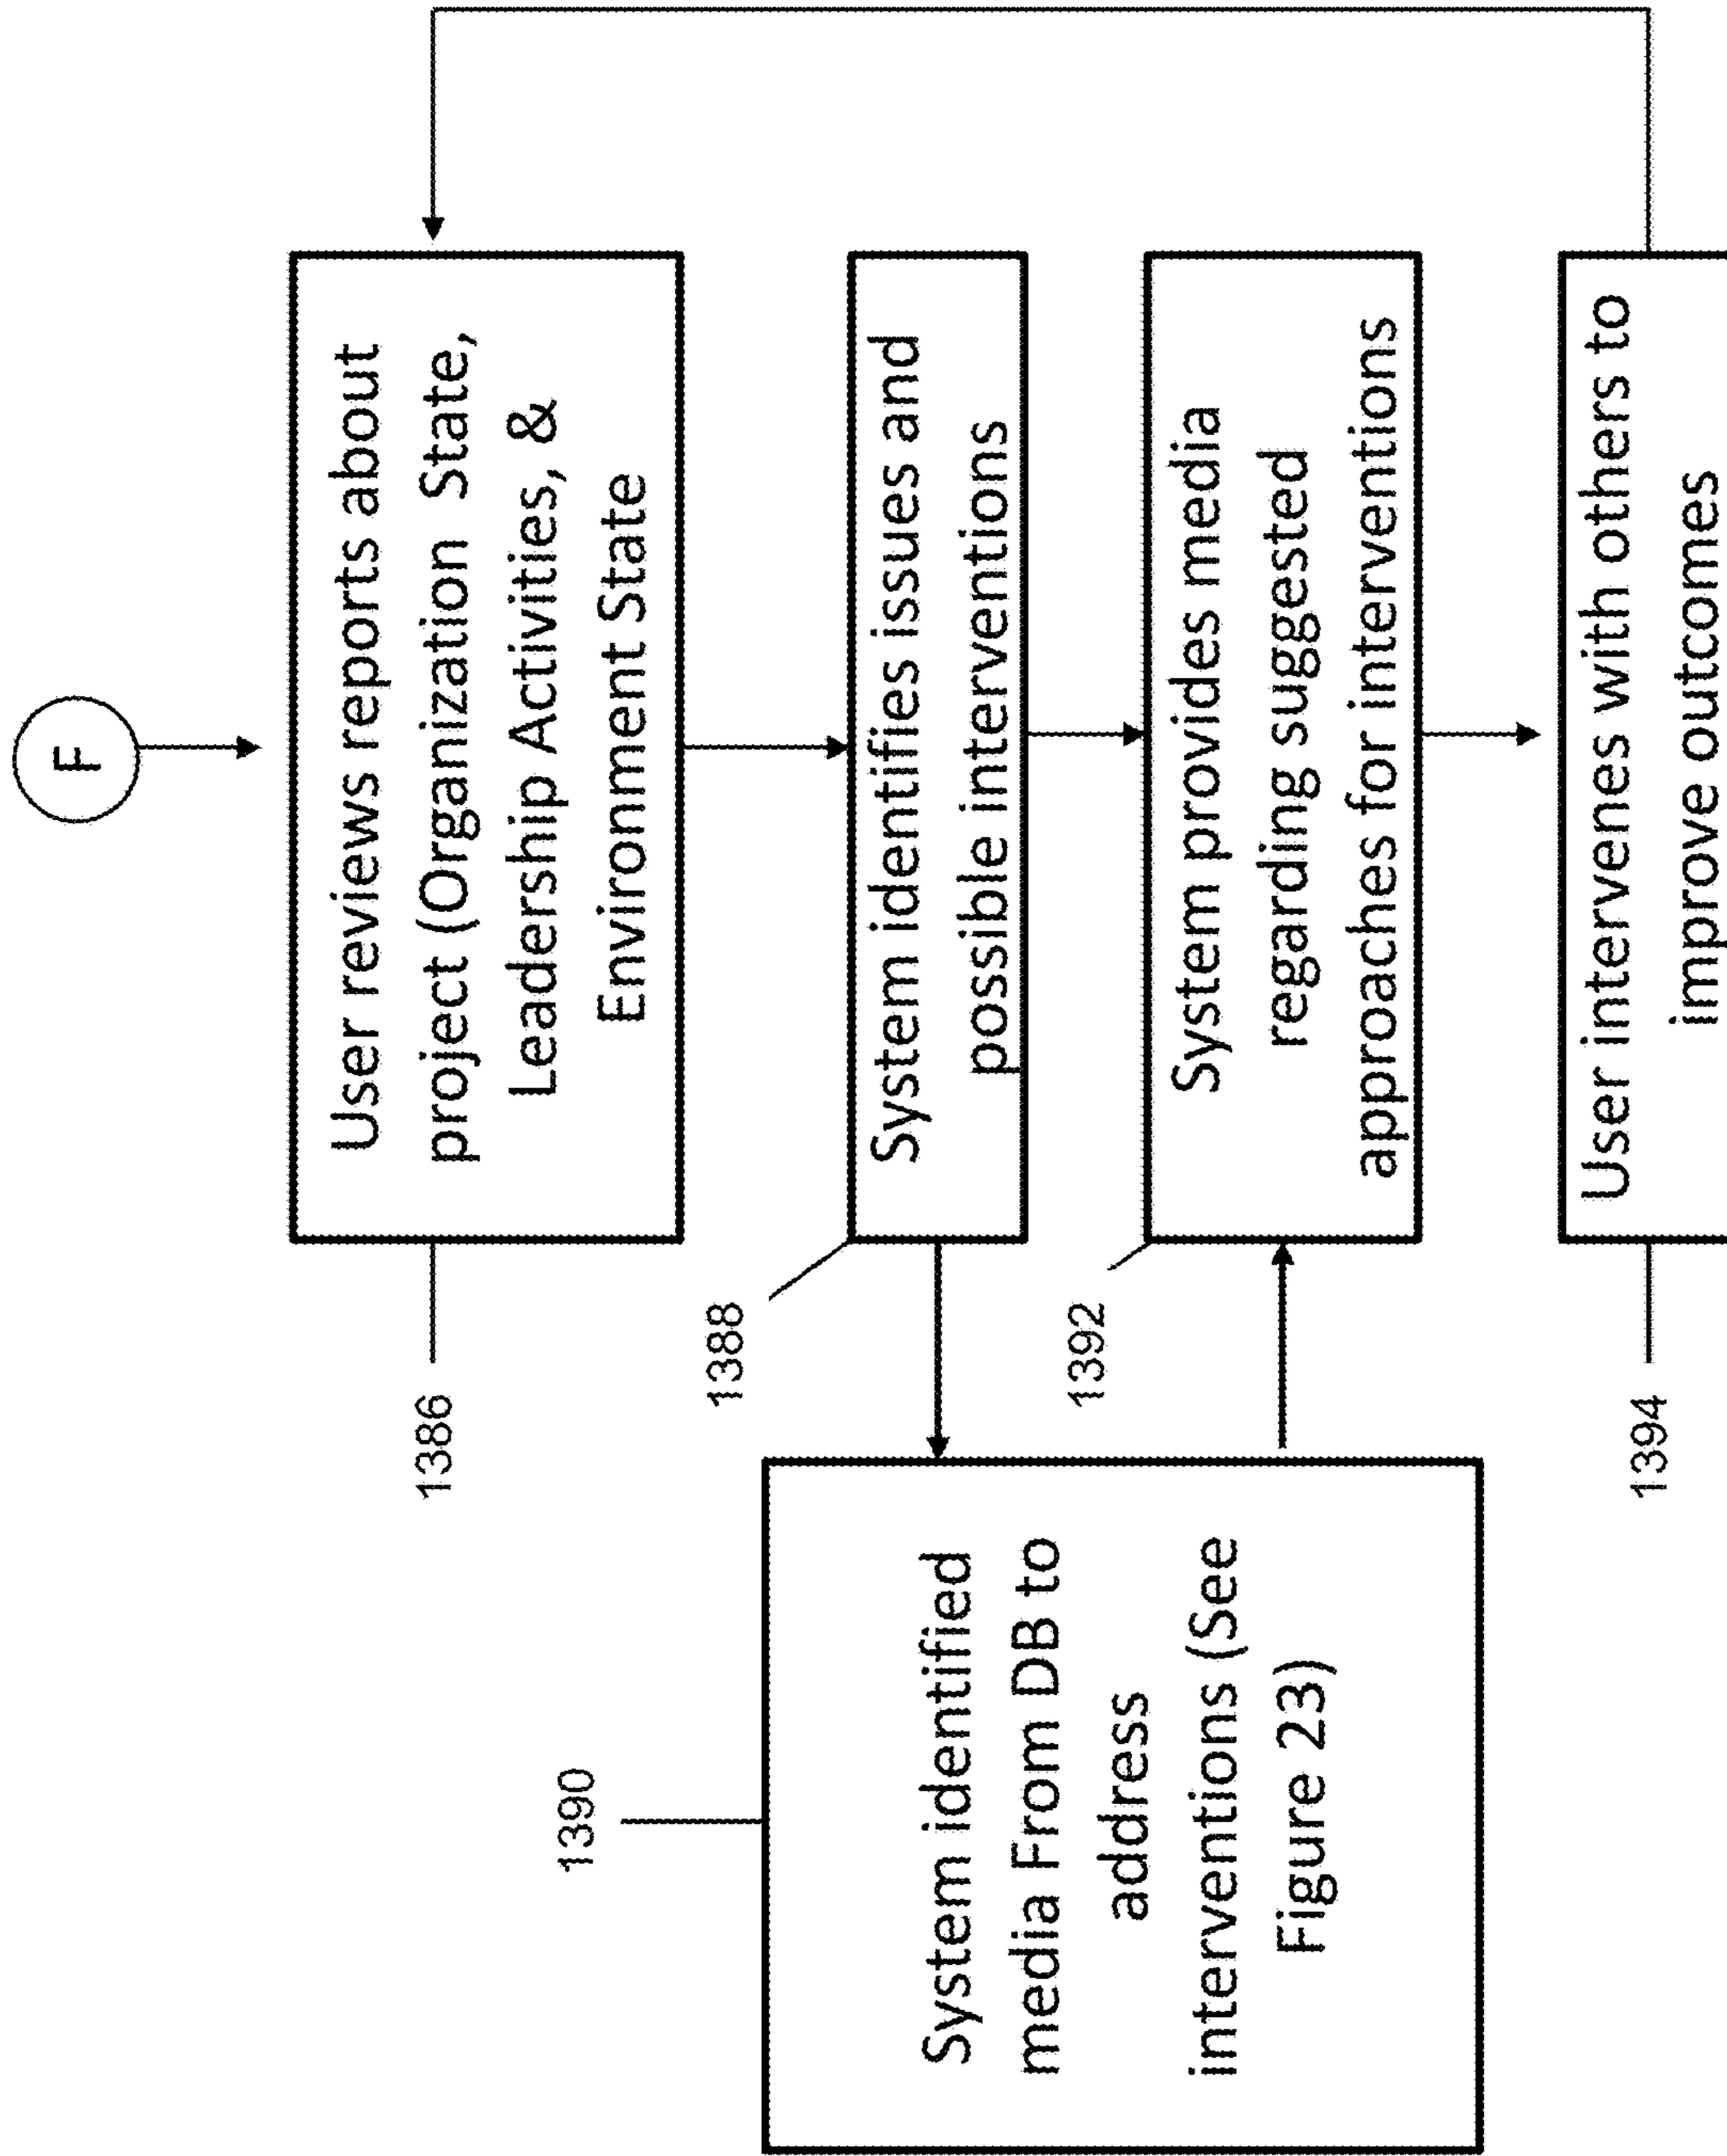 F
User reviews reports about
project (Organization State,
Leadership Activities, &
Environment State
1386
System identifies issues and
possible interventions
1388
System identified
media From DB to
address
interventions (See
Figure 23)
1390
System provides media
regarding suggested
approaches for interventions
1392
User intervenes with others to
improve outcomes
1394